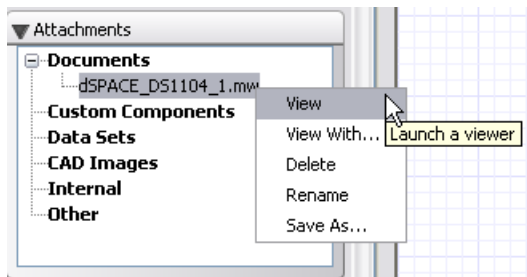 Attachments
Documents
dSPACE_DS1104_1.mw
Custom Components
Data Sets
CAD Images
Internal
Other
View
View With...
Launch a viewer
Delete
Rename
Save As...